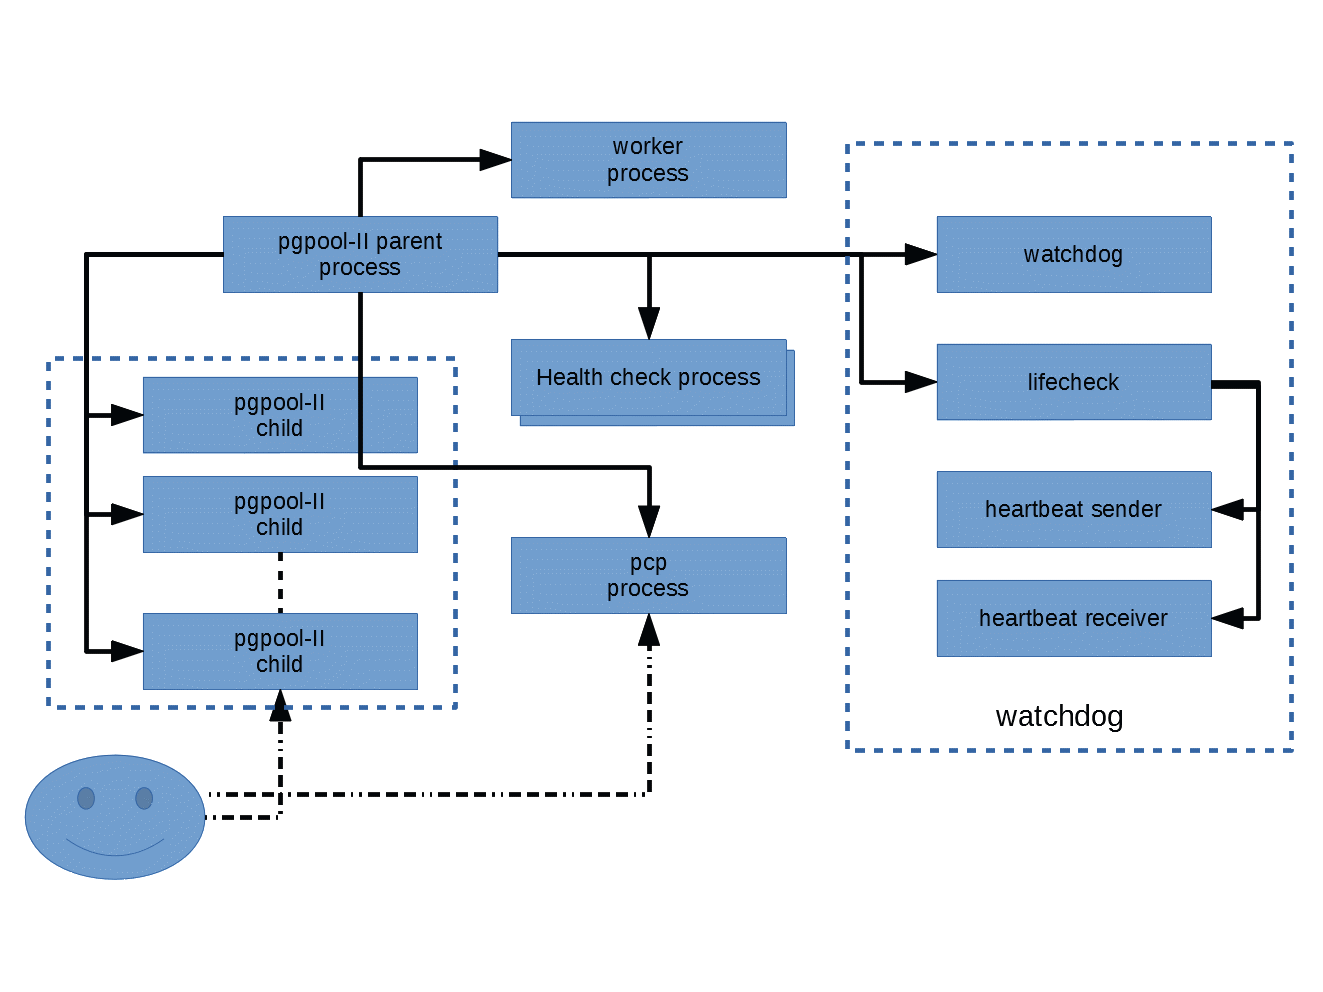 worker
process
pgpool-II parent
process
watchdog
Health check process
lifecheck
pgpool-II
child
pgpool-II
child
heartbeat sender
pcp
process
heartbeat receiver
pgpool-II
child
watchdog